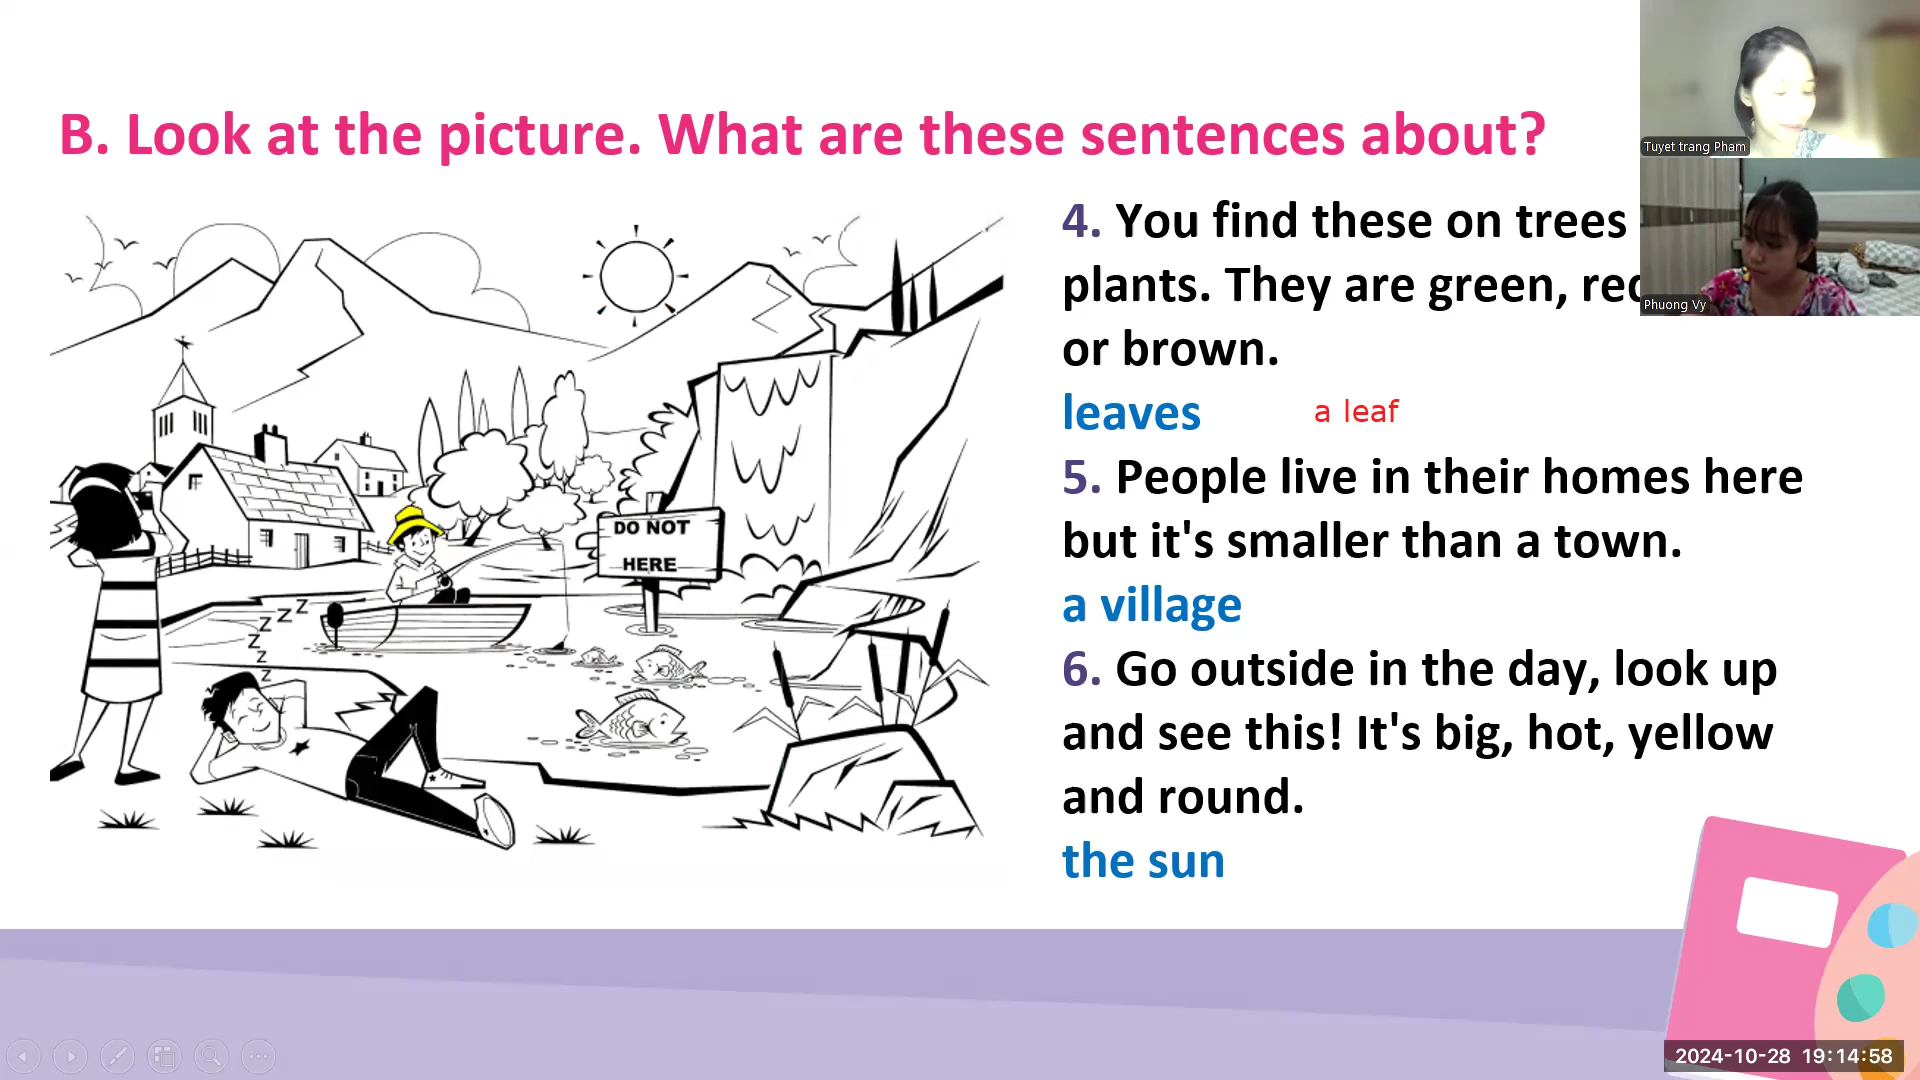 B. Look at the picture. What are these sentences about?
Tuyet trang Pham
Phuong Vy
4. You find these on trees
plants. They are green, red
or brown.
leaves a leaf
5. People live in their homes here
but it's smaller than a town.
a village
6. Go outside in the day, look up
and see this! It's big, hot, yellow
and round.
the sun
DO NOT
HERE
Z
Z
Z
Z
Z
Z
2024-10-28 19:14:58